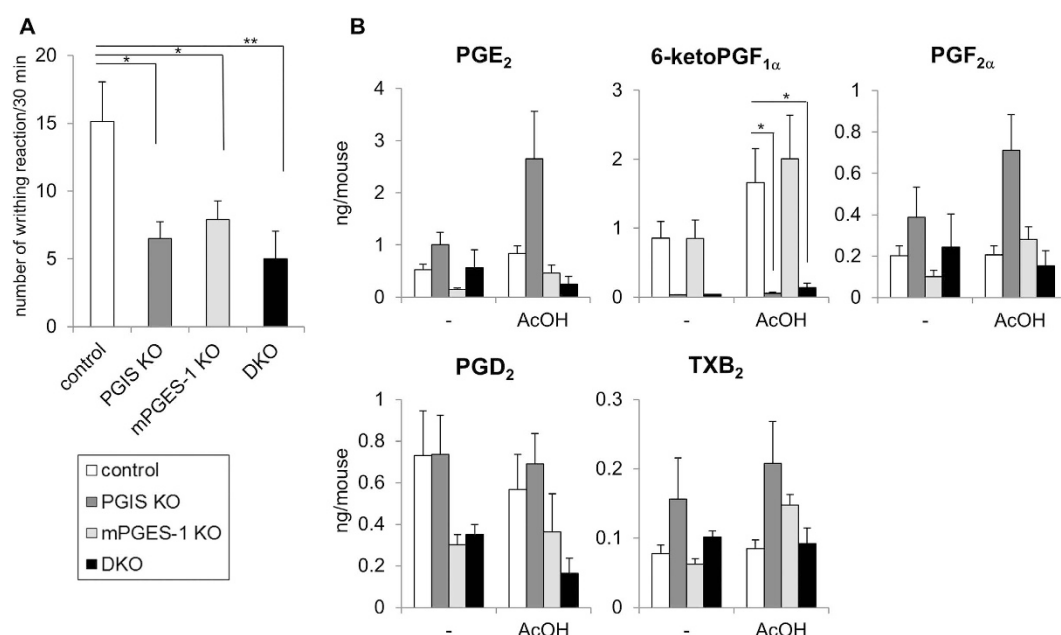 A
number of writhing reaction/30 min
20
15
10
5
0
*
*
**
control
PGIS KO
mPGES-1 KO
DKO
control
PGIS KO
mPGES-1 KO
DKO
B
PGE₂
ng/mouse
4
3
2
1
0
-
AcOH
6-ketoPGF₁α
3
2
1
0
*
*
-
AcOH
PGF₂α
1
0.8
0.6
0.4
0.2
0
-
AcOH
PGD₂
ng/mouse
1
0.8
0.6
0.4
0.2
0
-
AcOH
TXB₂
0.3
0.2
0.1
0
-
AcOH